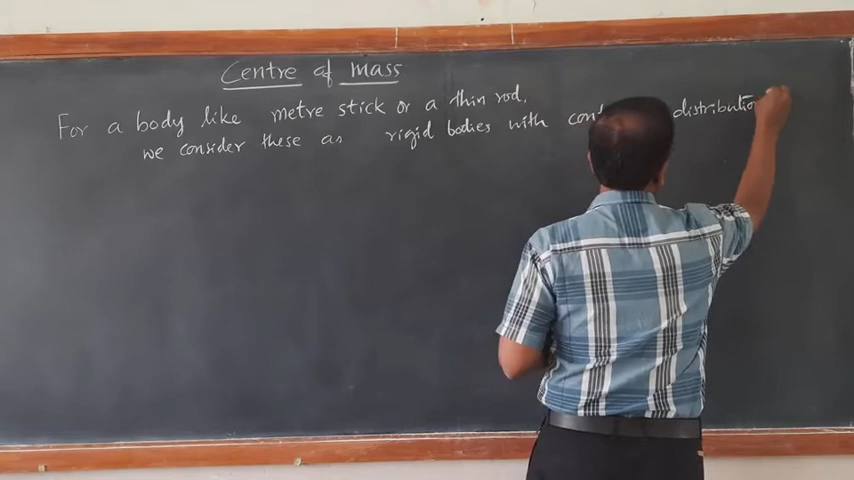 Centre of mass
For a body like metre stick or a thin rod,
we consider these as rigid bodies with distribution